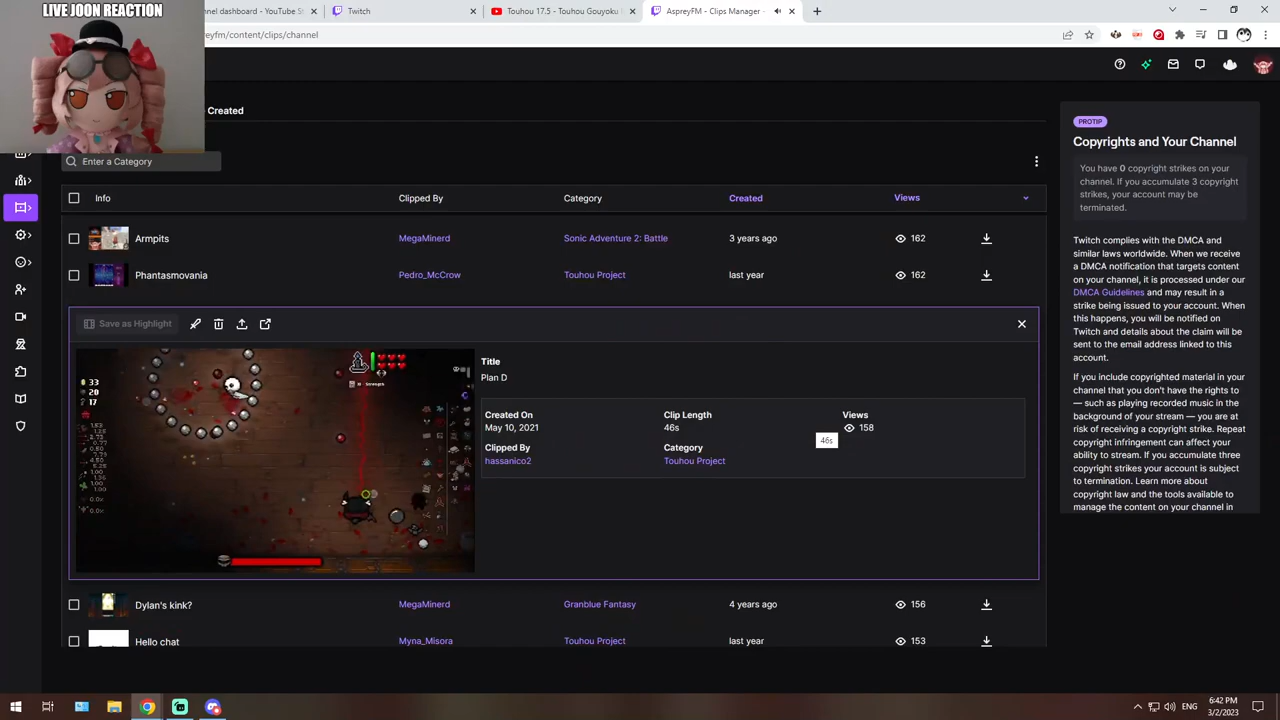 LIVE JOON REACTION
nnel dashboard - YouTube S
Twitch
Touhou 17.5 - Touhou Gouyoku
AspreyFM - Clips Manager -
reyfm/content/clips/channel
Created
Enter a Category
Info
Clipped By
Category
Created
Views
Armpits
MegaMinerd
Sonic Adventure 2: Battle
3 years ago
162
Phantasmovania
Pedro_McCrow
Touhou Project
last year
162
Save as Highlight
33
20
17
Title
Plan D
Created On
May 10, 2021
Clip Length
46s
Views
158
46s
Clipped By
hassanico2
Category
Touhou Project
Dylan's kink?
MegaMinerd
Granblue Fantasy
4 years ago
156
Hello chat
Myna_Misora
Touhou Project
last year
153
PROTIP
Copyrights and Your Channel
You have 0 copyright strikes on
your channel. If you accumulate 3 copyright
strikes, your account may be
terminated.
Twitch complies with the DMCA and
similar laws worldwide. When we receive
a DMCA notification that targets content
on your channel, it is processed under our
DMCA Guidelines and may result in a
strike being issued to your account. When
this happens, you will be notified on
Twitch and details about the claim will be
sent to the email address linked to this
account.
If you include copyrighted material in your
channel that you don't have the rights to
— such as playing recorded music in the
background of your stream — you are at
risk of receiving a copyright strike. Repeat
copyright infringement can affect your
ability to stream. If you accumulate three
copyright strikes your account is subject
to termination. Learn more about
copyright law and the tools available to
manage the content on your channel in
ENG
6:42 PM
3/2/2023